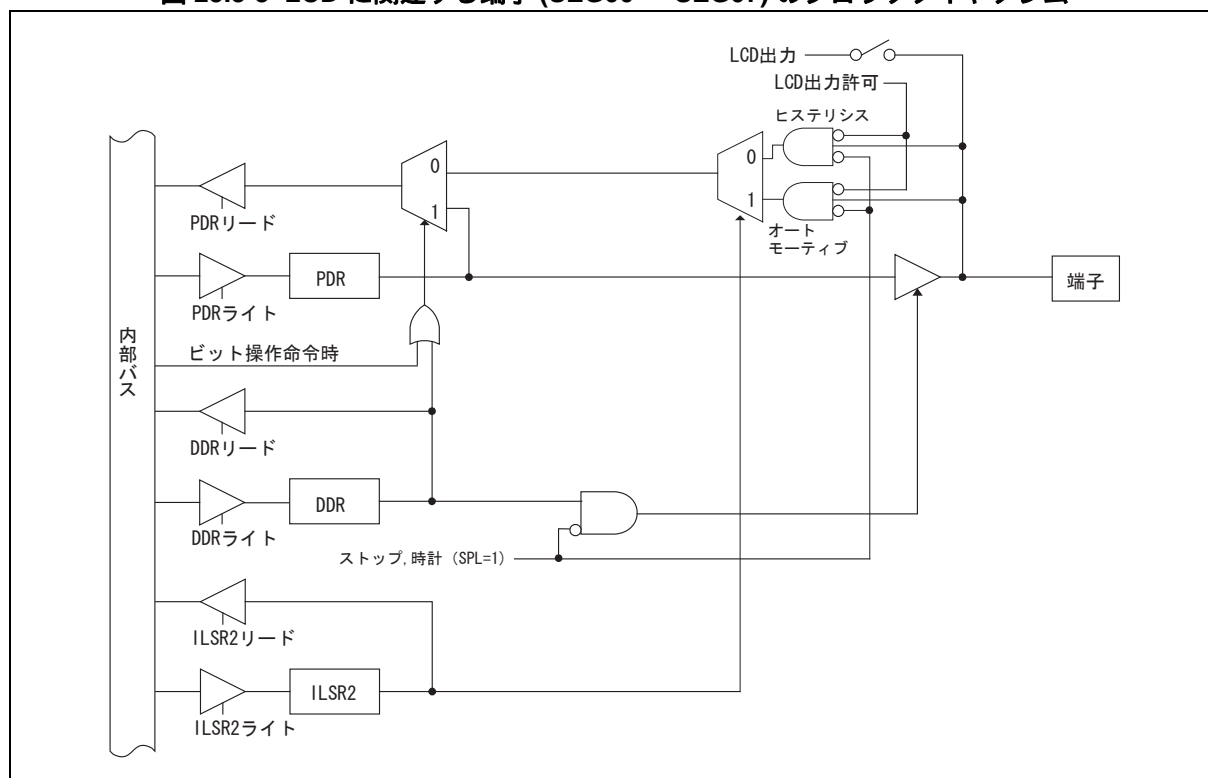 LCD出力
LCD出力許可
ヒステリシス
0
1
オート
モーティブ
0
1
PDRリード
PDRライト
PDR
端子
内部バス
ビット操作命令時
DDRリード
DDRライト
DDR
ストップ,時計 (SPL=1)
ILSR2リード
ILSR2ライト
ILSR2